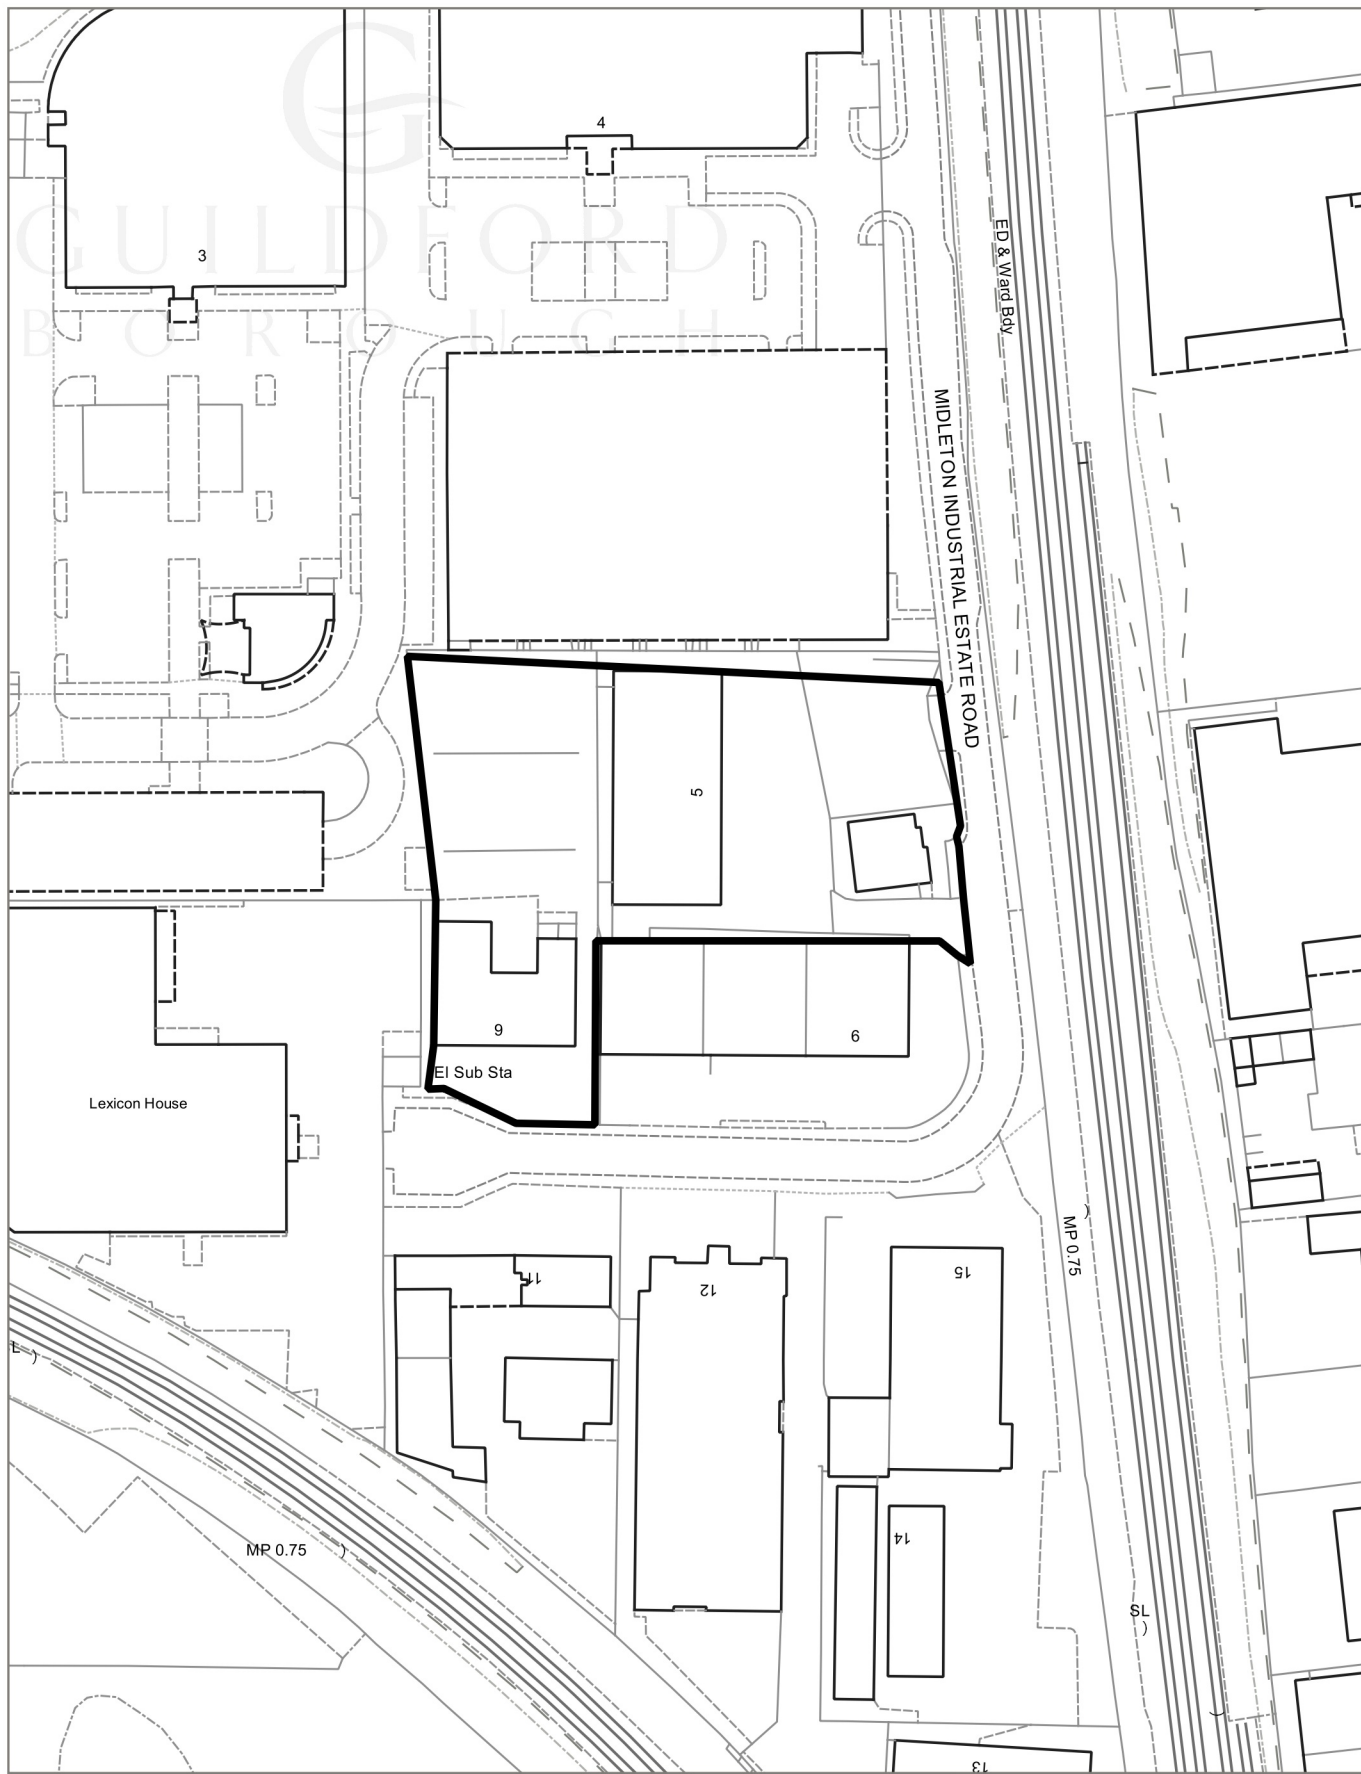 4
GUILDFORD
BOROUGH
3
ED & Ward Bdy
MIDLETON INDUSTRIAL ESTATE ROAD
5
9
6
El Sub Sta
Lexicon House
MP 0.75
)
11
12
15
L
)
14
MP 0.75
)
SL
)
13